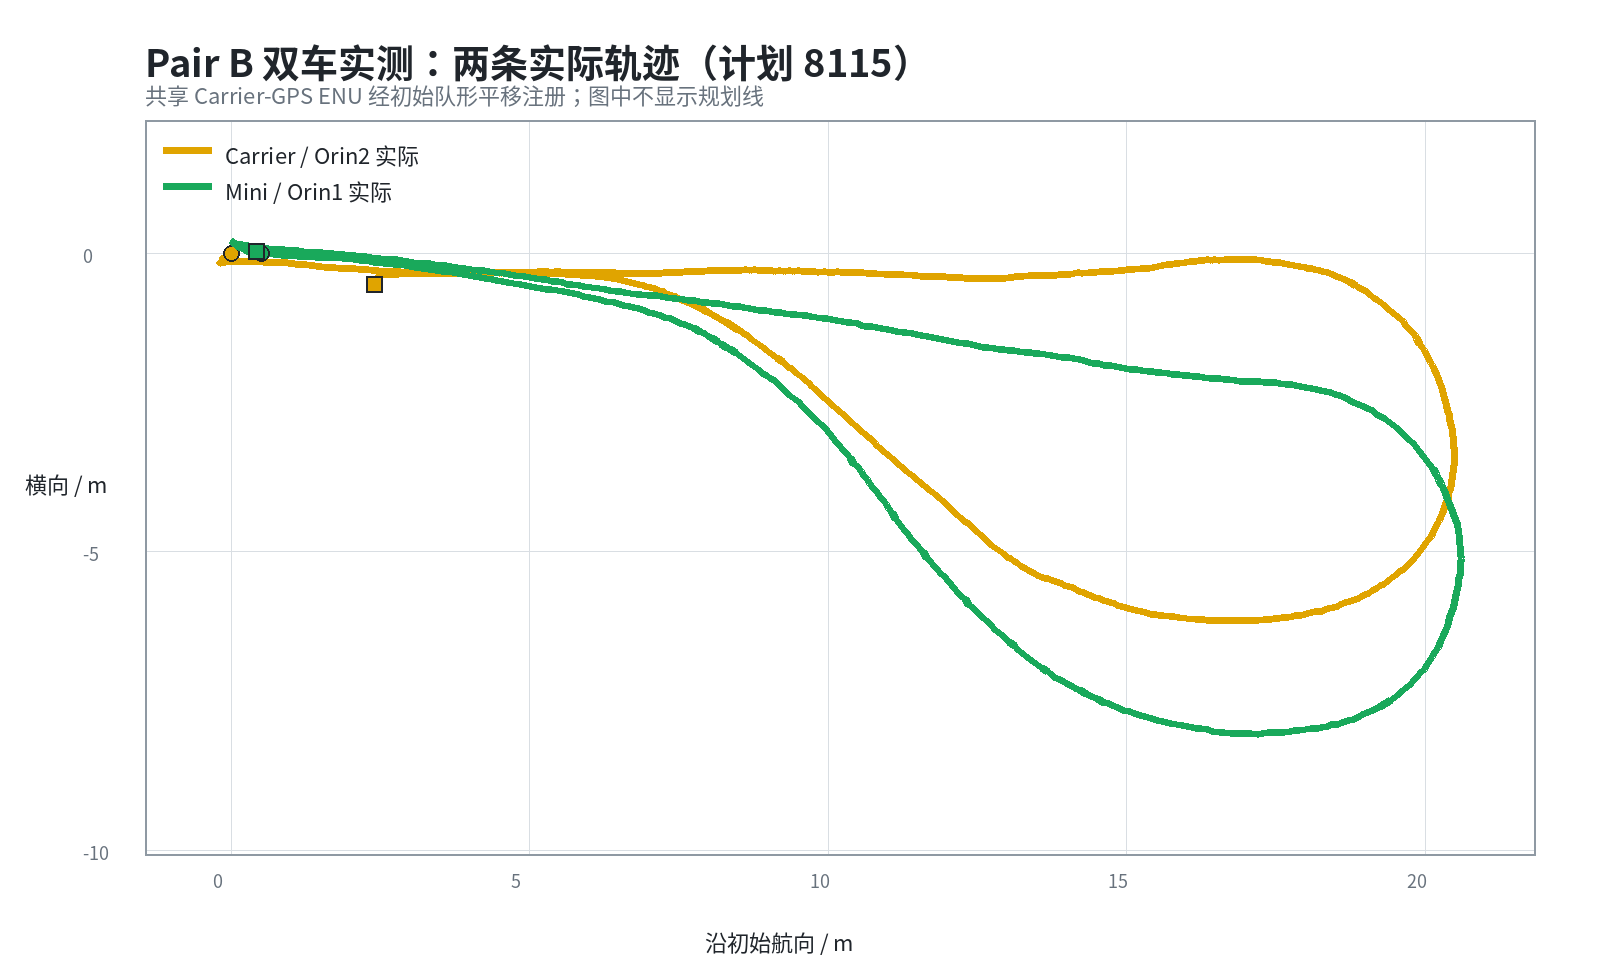 Pair B 双车实测：两条实际轨迹（计划 8115）
共享 Carrier-GPS ENU 经初始队形平移注册；图中不显示规划线
Carrier / Orin2 实际
Mini / Orin1 实际
0
横向 / m
-5
-10
0 5 10 15 20
沿初始航向 / m